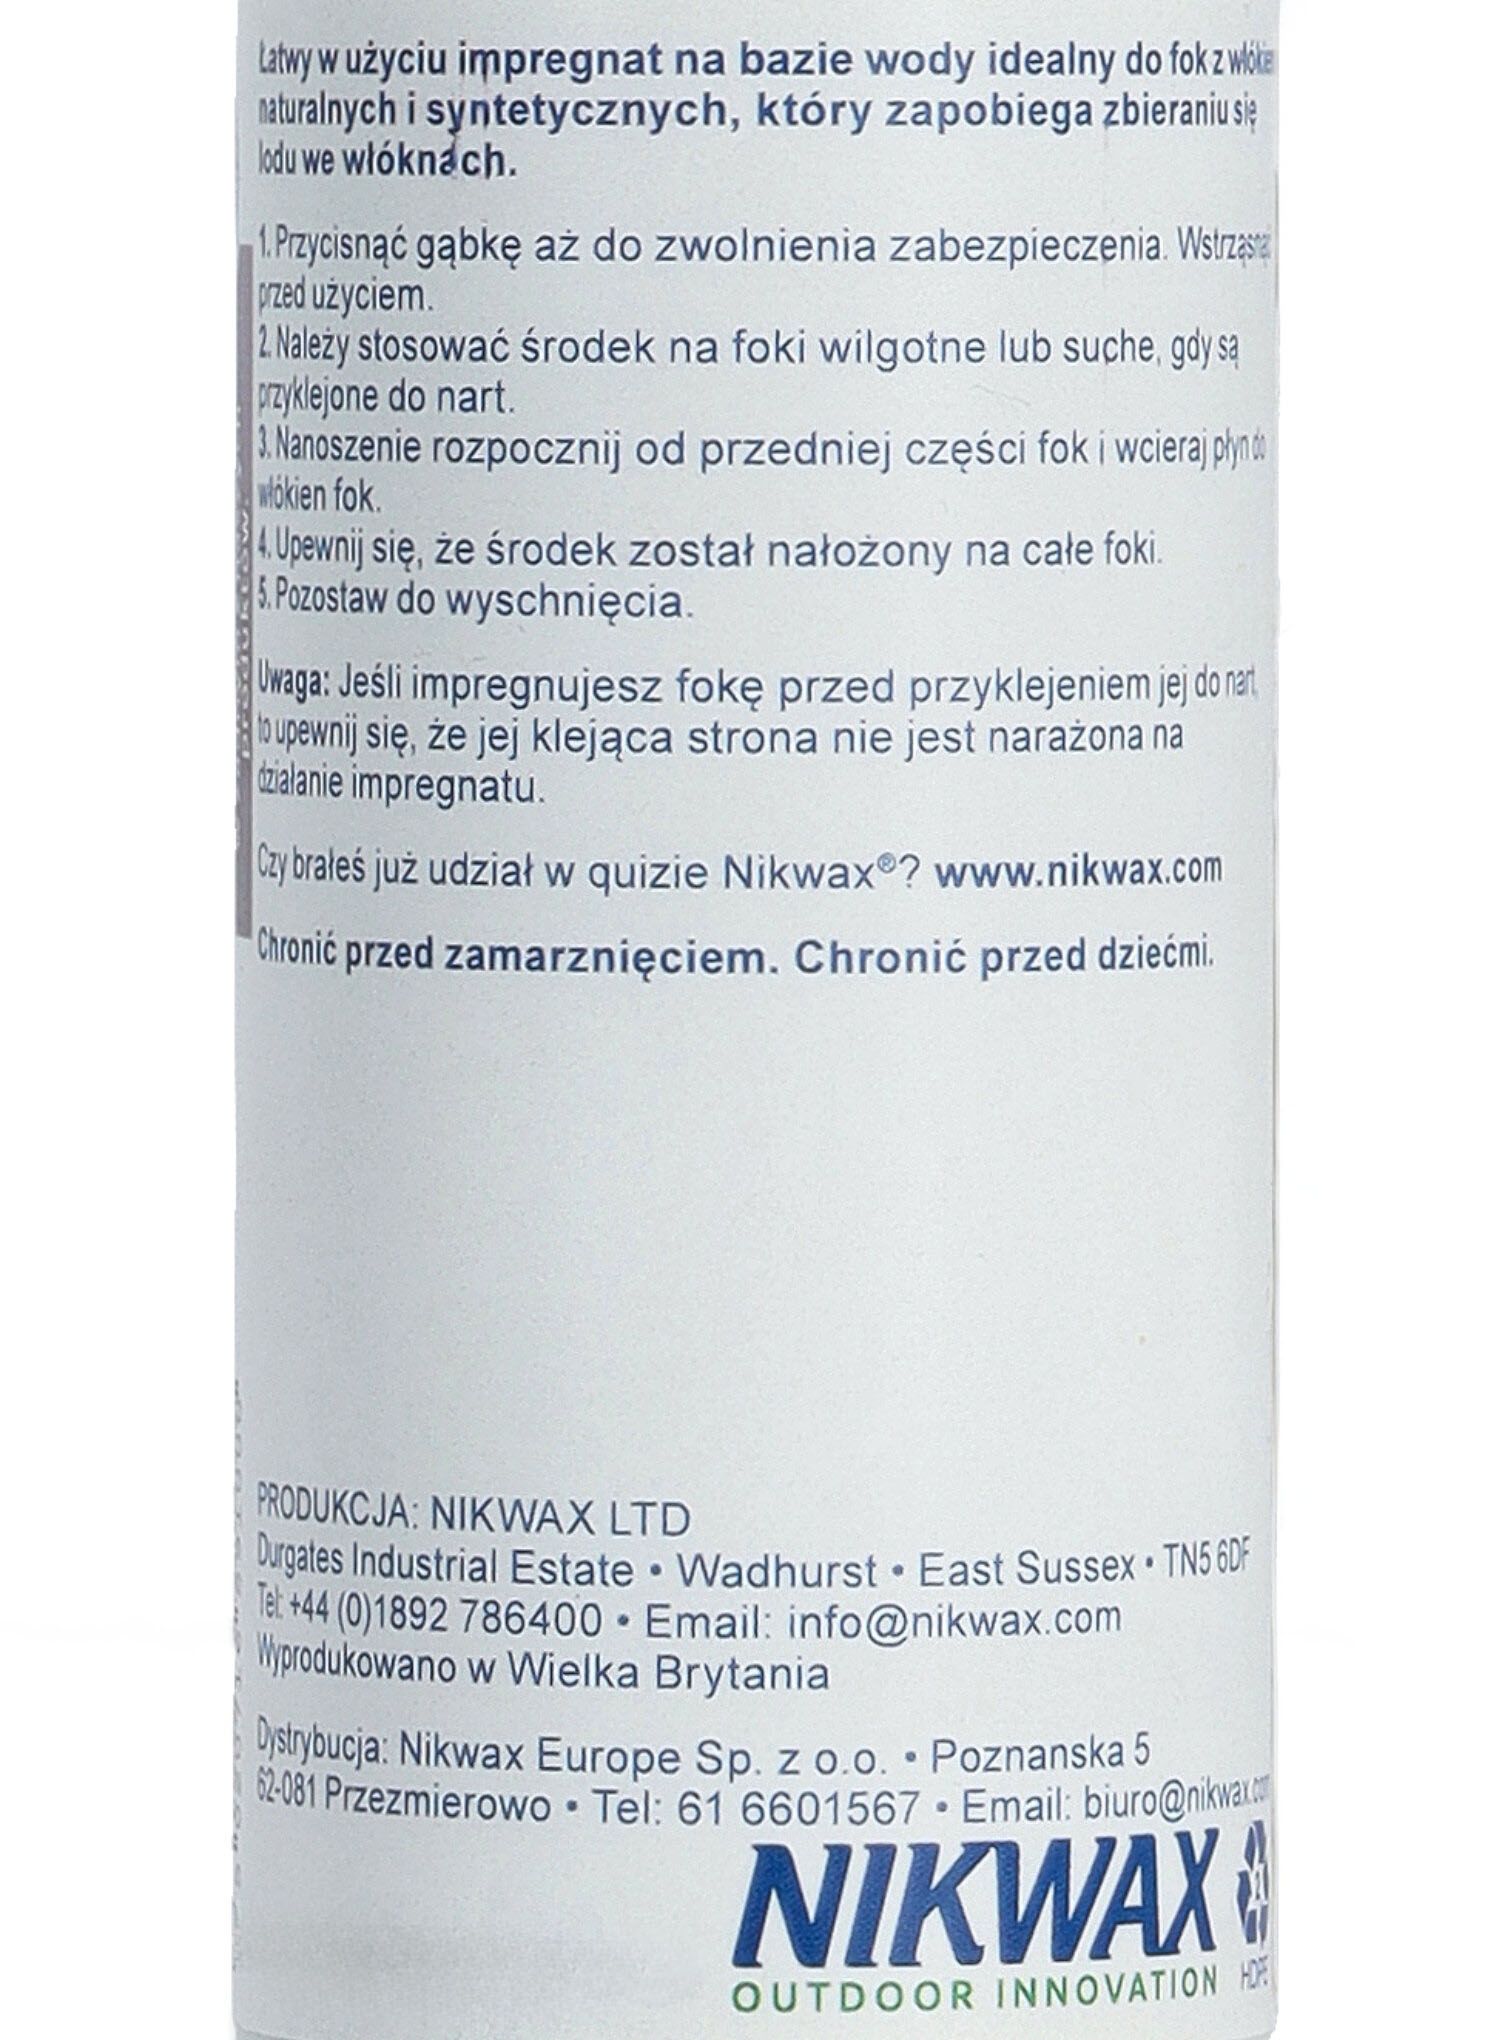 Łatwy w użyciu impregnat na bazie wody idealny do fok z włókien
naturalnych i syntetycznych, który zapobiega zbieraniu się
lodu we włóknach.
1. Przycisnąć gąbkę aż do zwolnienia zabezpieczenia. Wstrząsnąć
przed użyciem.
2. Należy stosować środek na foki wilgotne lub suche, gdy są
przyklejone do nart.
3. Nanoszenie rozpocznij od przedniej części fok i wcieraj płyn do
włókien fok.
4. Upewnij się, że środek został nałożony na całe foki.
5. Pozostaw do wyschnięcia.
Uwaga: Jeśli impregnujesz fokę przed przyklejeniem jej do nart,
to upewnij się, że jej klejąca strona nie jest narażona na
działanie impregnatu.
Czy brałeś już udział w quizie Nikwax®? www.nikwax.com
Chronić przed zamarznięciem. Chronić przed dziećmi.
PRODUKCJA: NIKWAX LTD
Durgates Industrial Estate • Wadhurst • East Sussex • TN5 6DF
Tel: +44 (0)1892 786400 • Email: info@nikwax.com
Wyprodukowano w Wielka Brytania
Dystrybucja: Nikwax Europe Sp. z o.o. • Poznanska 5
62-081 Przezmierowo • Tel: 61 6601567 • Email: biuro@nikwax.com
NIKWAX
OUTDOOR INNOVATION
2
HDPE